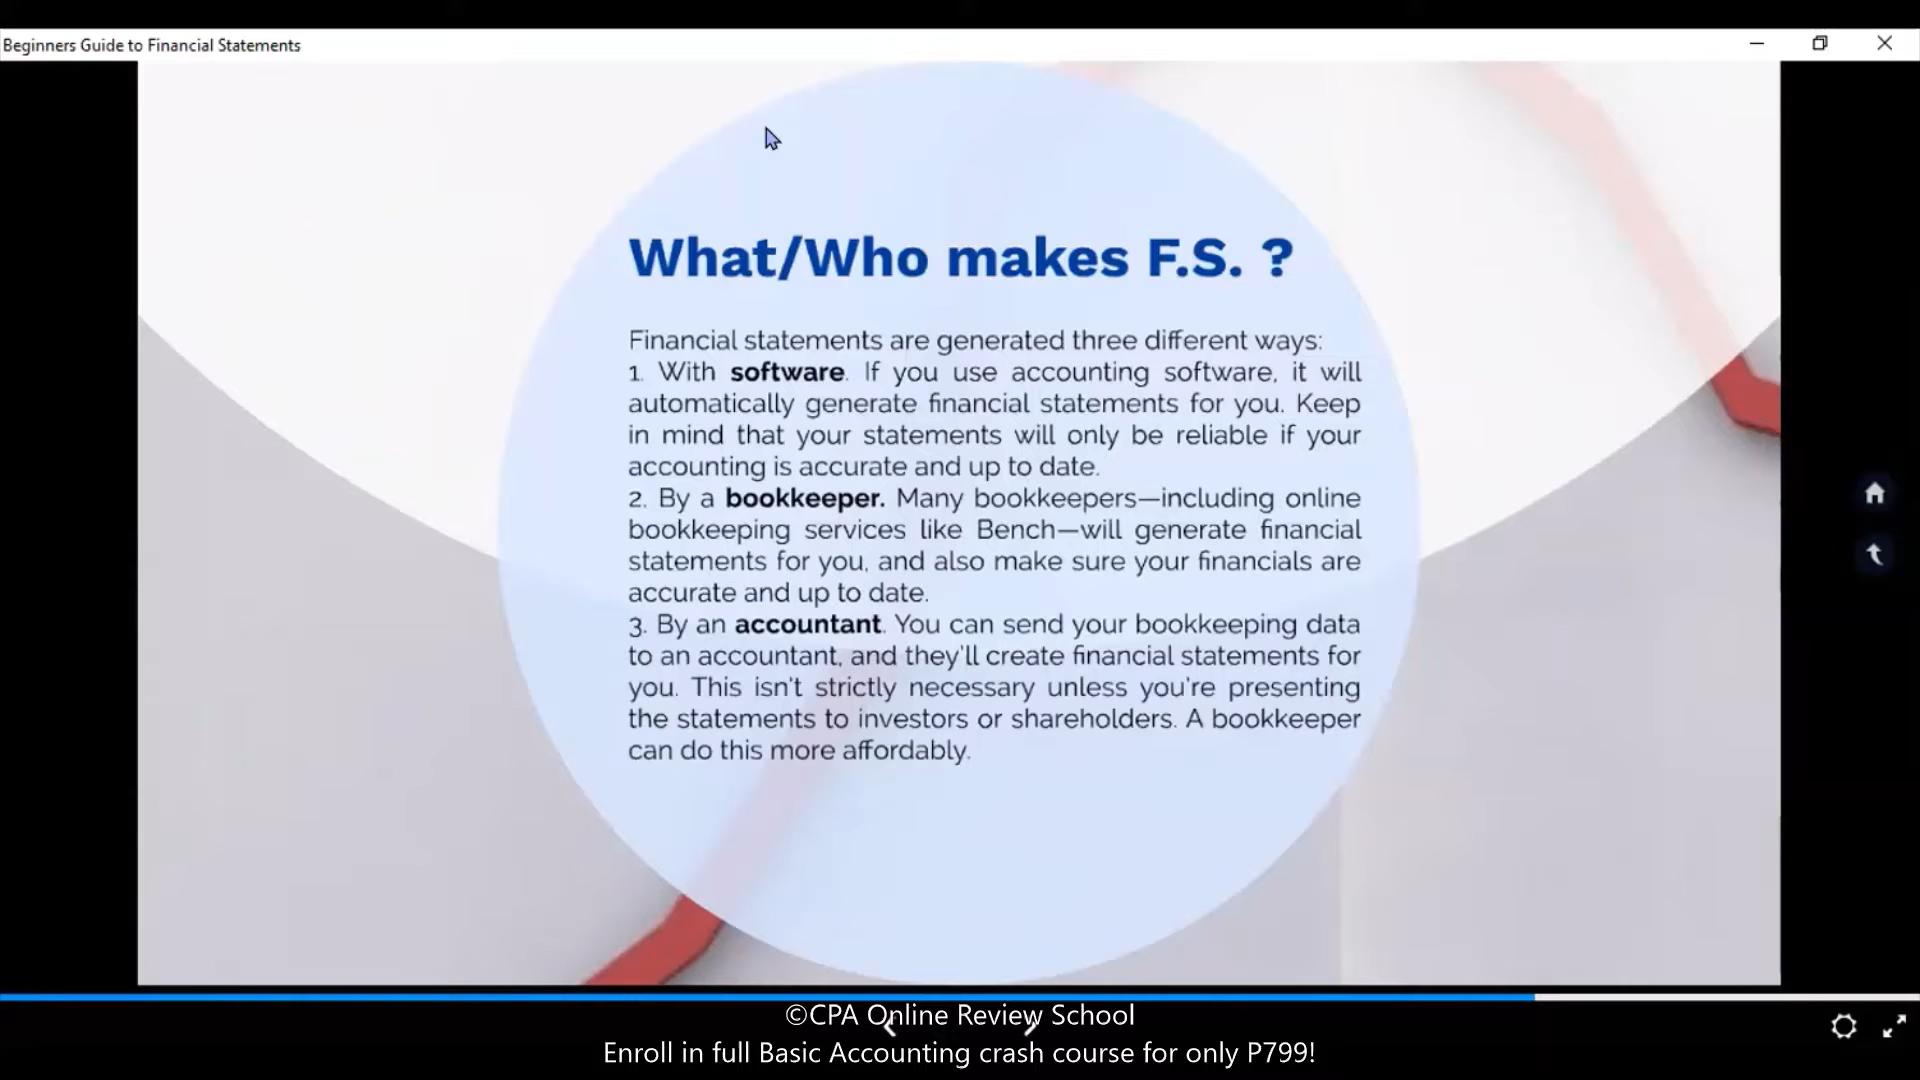 Beginners Guide to Financial Statements
What/Who makes F.S. ?
Financial statements are generated three different ways:
1. With software. If you use accounting software, it will
automatically generate financial statements for you. Keep
in mind that your statements will only be reliable if your
accounting is accurate and up to date.
2. By a bookkeeper. Many bookkeepers—including online
bookkeeping services like Bench—will generate financial
statements for you, and also make sure your financials are
accurate and up to date.
3. By an accountant. You can send your bookkeeping data
to an accountant, and they'll create financial statements for
you. This isn't strictly necessary unless you're presenting
the statements to investors or shareholders. A bookkeeper
can do this more affordably.
©CPA Online Review School
Enroll in full Basic Accounting crash course for only P799!